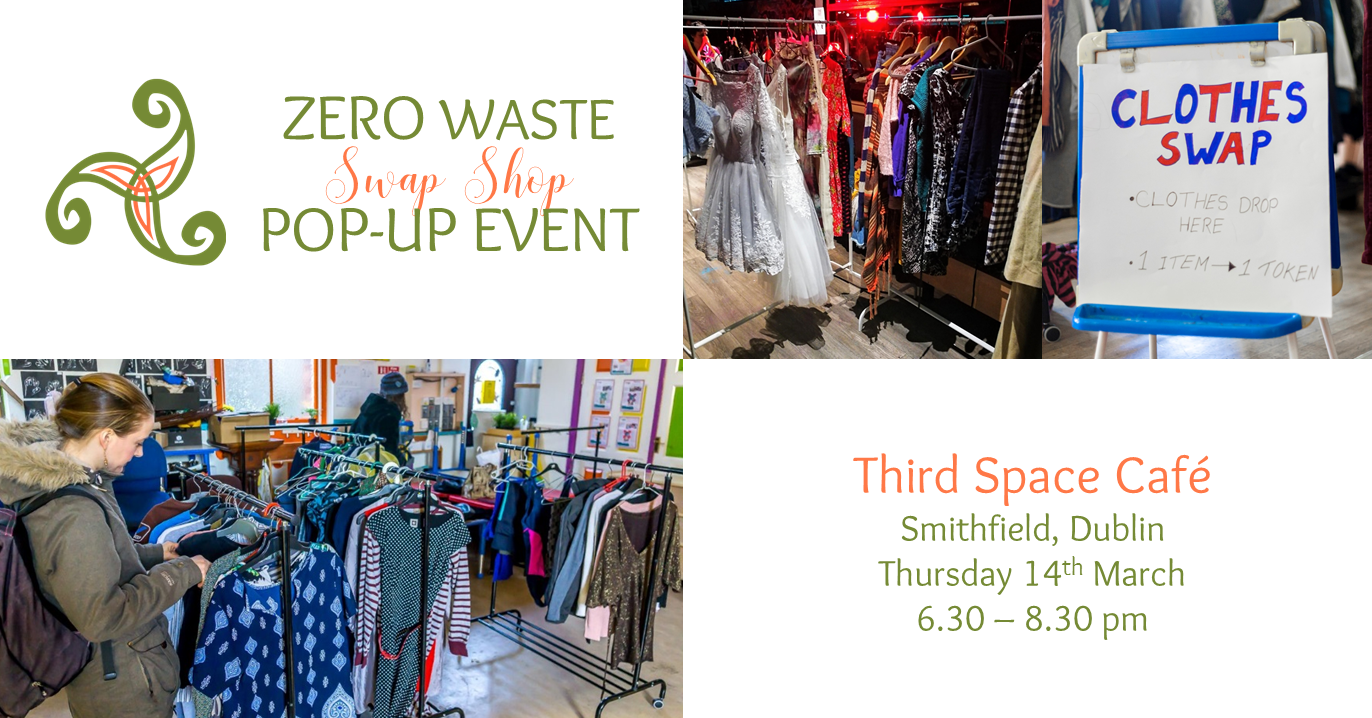 ZERO WASTE
Swap Shop
POP-UP EVENT
CLOTHES
SWAP
•CLOTHES DROP
HERE
•1 ITEM→1 TOKEN
Third Space Café
Smithfield, Dublin
Thursday 14th March
6.30 – 8.30 pm